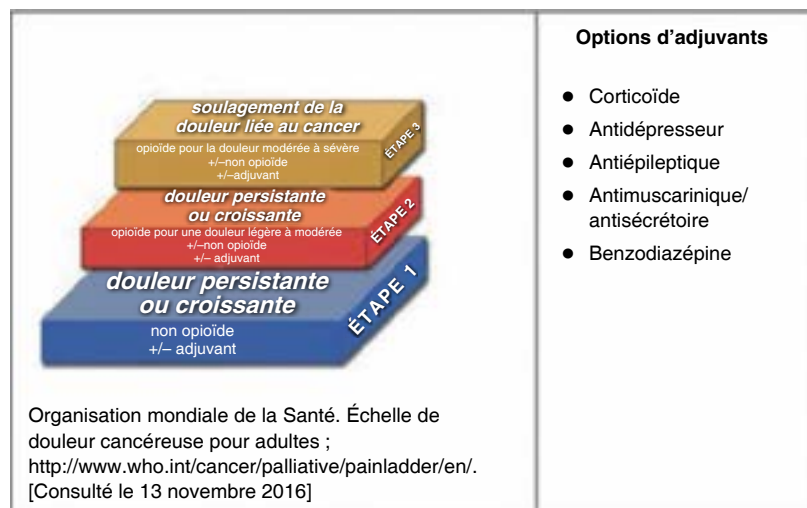 soulagement de la
douleur liée au cancer
opioïde pour la douleur modérée à sévère
+/–non opioïde
+/–adjuvant
ÉTAPE 3
douleur persistante
ou croissante
opioïde pour une douleur légère à modérée
+/–non opioïde
+/– adjuvant
ÉTAPE 2
douleur persistante
ou croissante
non opioïde
+/– adjuvant
ÉTAPE 1
Organisation mondiale de la Santé. Échelle de
douleur cancéreuse pour adultes ;
http://www.who.int/cancer/palliative/painladder/en/.
[Consulté le 13 novembre 2016]
Options d’adjuvants
● Corticoïde
● Antidépresseur
● Antiépileptique
● Antimuscarinique/
antisécrétoire
● Benzodiazépine